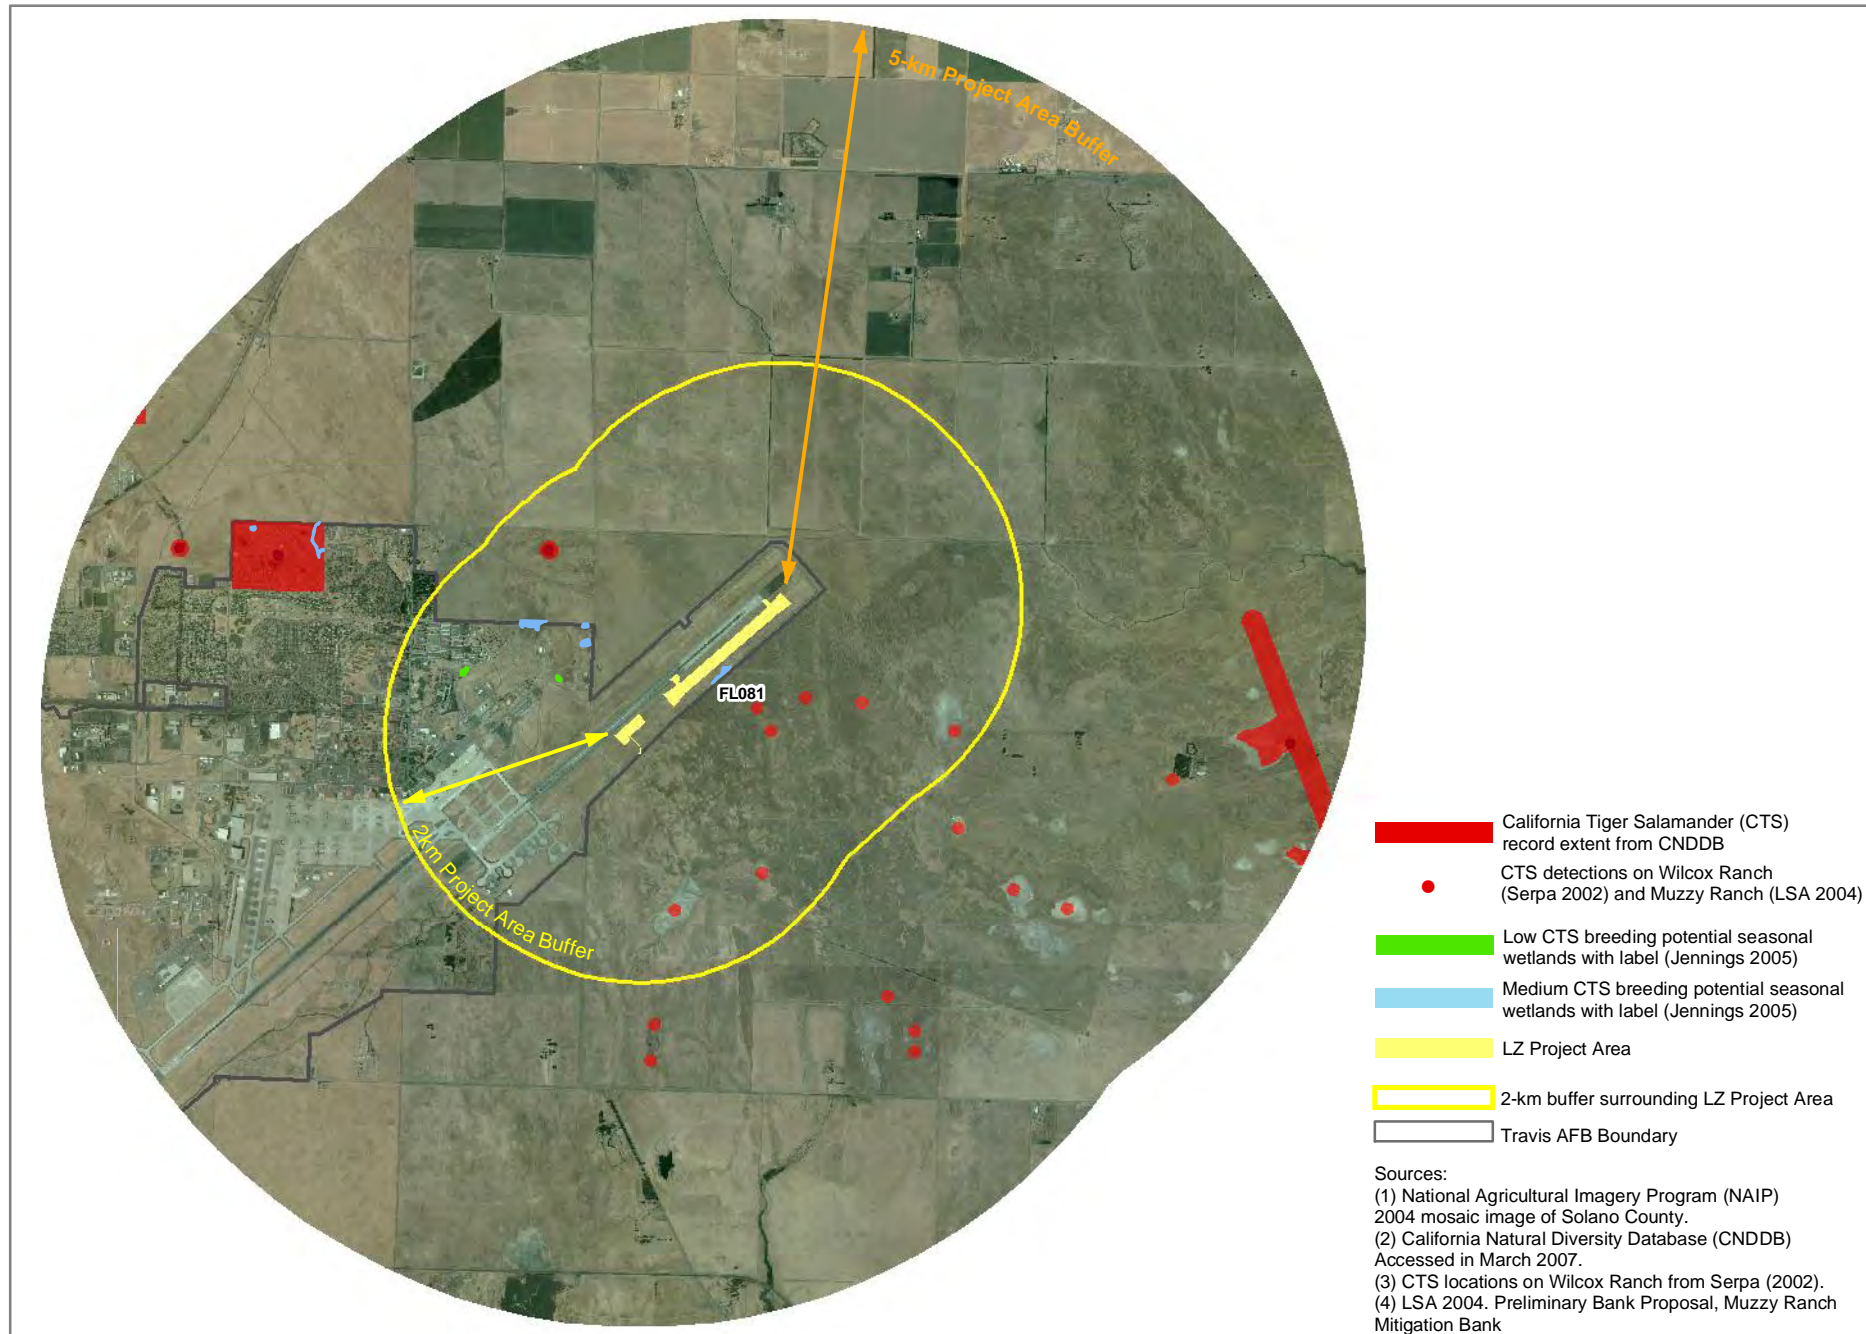 5-km Project Area Buffer
FL081
2km Project Area Buffer
California Tiger Salamander (CTS)
record extent from CNDDB
CTS detections on Wilcox Ranch
(Serpa 2002) and Muzzy Ranch (LSA 2004)
Low CTS breeding potential seasonal
wetlands with label (Jennings 2005)
Medium CTS breeding potential seasonal
wetlands with label (Jennings 2005)
LZ Project Area
2-km buffer surrounding LZ Project Area
Travis AFB Boundary
Sources:
(1) National Agricultural Imagery Program (NAIP)
2004 mosaic image of Solano County.
(2) California Natural Diversity Database (CNDDB)
Accessed in March 2007.
(3) CTS locations on Wilcox Ranch from Serpa (2002).
(4) LSA 2004. Preliminary Bank Proposal, Muzzy Ranch
Mitigation Bank